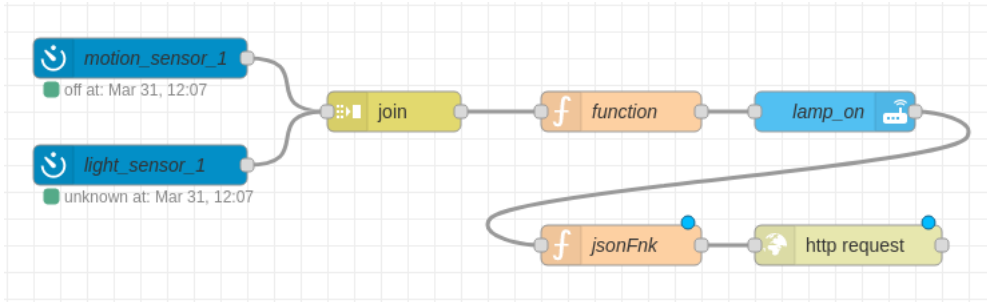 motion_sensor_1
off at: Mar 31, 12:07
join
function
lamp_on
light_sensor_1
unknown at: Mar 31, 12:07
jsonFnk
http request